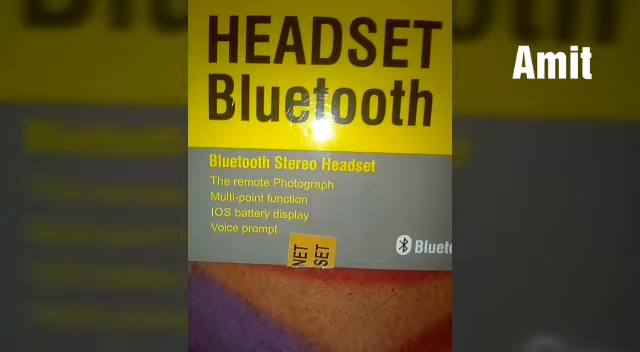 HEADSET
Bluetooth
Amit
Bluetooth Stereo Headset
The remote Photograph
Multi-point function
IOS battery display
Voice prompt
NET
SET